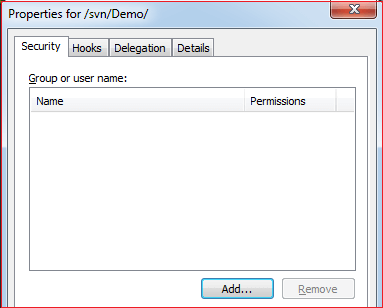 Properties for /svn/Demo/
Security Hooks Delegation Details
Group or user name:
Name Permissions
Add... Remove